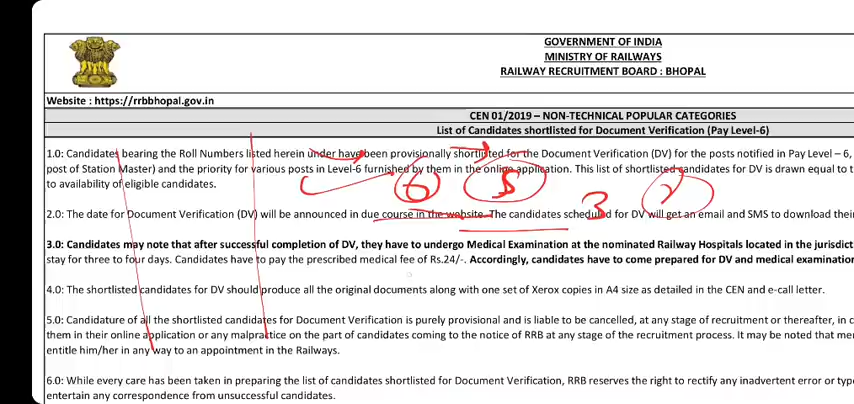 GOVERNMENT OF INDIA
MINISTRY OF RAILWAYS
RAILWAY RECRUITMENT BOARD : BHOPAL
Website : https://rrbbhopal.gov.in
CEN 01/2019 – NON-TECHNICAL POPULAR CATEGORIES
List of Candidates shortlisted for Document Verification (Pay Level-6)
1.0: Candidates bearing the Roll Numbers listed herein under have been provisionally shortlisted for the Document Verification (DV) for the posts notified in Pay Level – 6,
post of Station Master) and the priority for various posts in Level-6 furnished by them in the online application. This list of shortlisted candidates for DV is drawn equal to t
to availability of eligible candidates.
6 5 3 2
2.0: The date for Document Verification (DV) will be announced in due course in the website. The candidates scheduled for DV will get an email and SMS to download their
3.0: Candidates may note that after successful completion of DV, they have to undergo Medical Examination at the nominated Railway Hospitals located in the jurisdict
stay for three to four days. Candidates have to pay the prescribed medical fee of Rs.24/-. Accordingly, candidates have to come prepared for DV and medical examination
4.0: The shortlisted candidates for DV should produce all the original documents along with one set of Xerox copies in A4 size as detailed in the CEN and e-call letter.
5.0: Candidature of all the shortlisted candidates for Document Verification is purely provisional and is liable to be cancelled, at any stage of recruitment or thereafter, in c
them in their online application or any malpractice on the part of candidates coming to the notice of RRB at any stage of the recruitment process. It may be noted that mer
entitle him/her in any way to an appointment in the Railways.
6.0: While every care has been taken in preparing the list of candidates shortlisted for Document Verification, RRB reserves the right to rectify any inadvertent error or typ
entertain any correspondence from unsuccessful candidates.